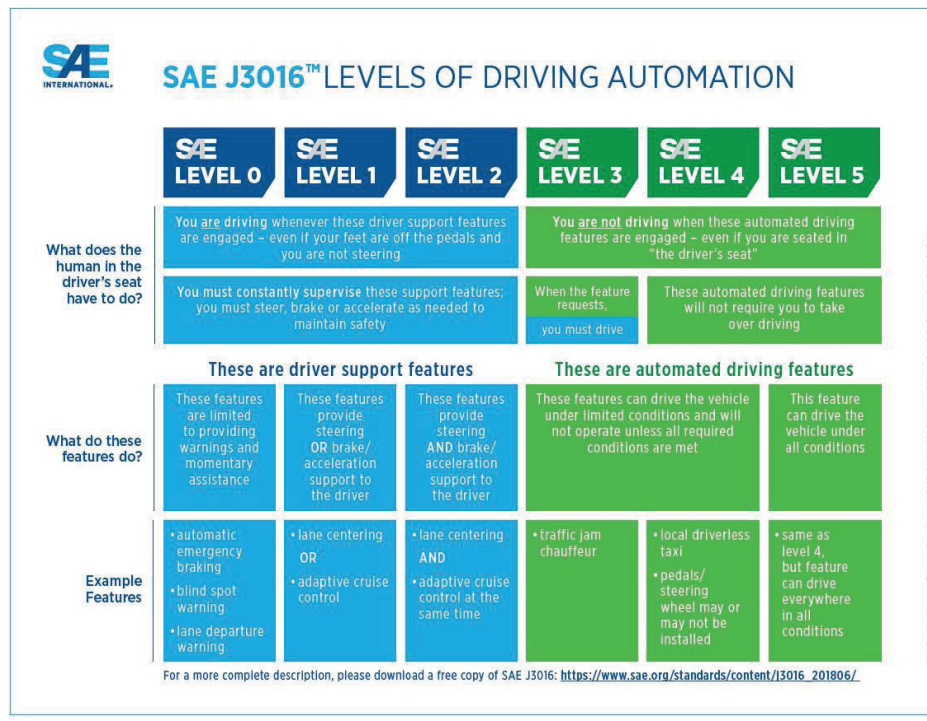 SAE
INTERNATIONAL®
SAE J3016™ LEVELS OF DRIVING AUTOMATION
SAE
LEVEL 0
SAE
LEVEL 1
SAE
LEVEL 2
SAE
LEVEL 3
SAE
LEVEL 4
SAE
LEVEL 5
What does the
human in the
driver's seat
have to do?
You are driving whenever these driver support features
are engaged – even if your feet are off the pedals and
you are not steering
You are not driving when these automated driving
features are engaged – even if you are seated in
"the driver's seat"
You must constantly supervise these support features;
you must steer, brake or accelerate as needed to
maintain safety
When the feature
requests,
you must drive
These automated driving features
will not require you to take
over driving
These are driver support features
These are automated driving features
What do these
features do?
These features
are limited
to providing
warnings and
momentary
assistance
These features
provide
steering
OR brake/
acceleration
support to
the driver
These features
provide
steering
AND brake/
acceleration
support to
the driver
These features can drive the vehicle
under limited conditions and will
not operate unless all required
conditions are met
This feature
can drive the
vehicle under
all conditions
Example
Features
•automatic
emergency
braking
•blind spot
warning
•lane departure
warning
•lane centering
OR
•adaptive cruise
control
•lane centering
AND
•adaptive cruise
control at the
same time
•traffic jam
chauffeur
•local driverless
taxi
•pedals/
steering
wheel may or
may not be
installed
•same as
level 4,
but feature
can drive
everywhere
in all
conditions
For a more complete description, please download a free copy of SAE J3016: https://www.sae.org/standards/content/j3016_201806/